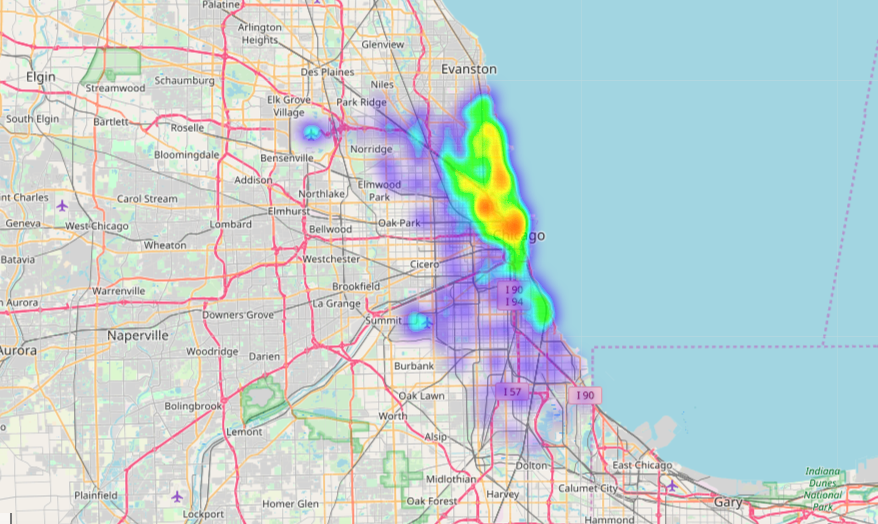 Palatine
Arlington
Heights
Glenview
Evanston
Des Plaines
Elgin
Streamwood
Schaumburg
Niles
Elk Grove
Village
Park Ridge
South Elgin
Bartlett
Roselle
Norridge
Bloomingdale
Bensenville
Addison
Northlake
Elmwood
Park
nt Charles
Carol Stream
Elmhurst
Geneva
West Chicago
Lombard
Bellwood
Oak Park
Chicago
Wheaton
Batavia
Westchester
Cicero
Brookfield
Warrenville
n Aurora
La Grange
I 90
I 94
Downers Grove
Summit
Naperville
Aurora
Woodridge
Darien
Burbank
I 57
I 90
Oak Lawn
Bolingbrook
Worth
Lemont
Alsip
Dolton
East Chicago
Indiana
Dunes
National
Park
Midlothian
Plainfield
Calumet City
Oak Forest
Harvey
Gary
Homer Glen
Lockport
Hammond